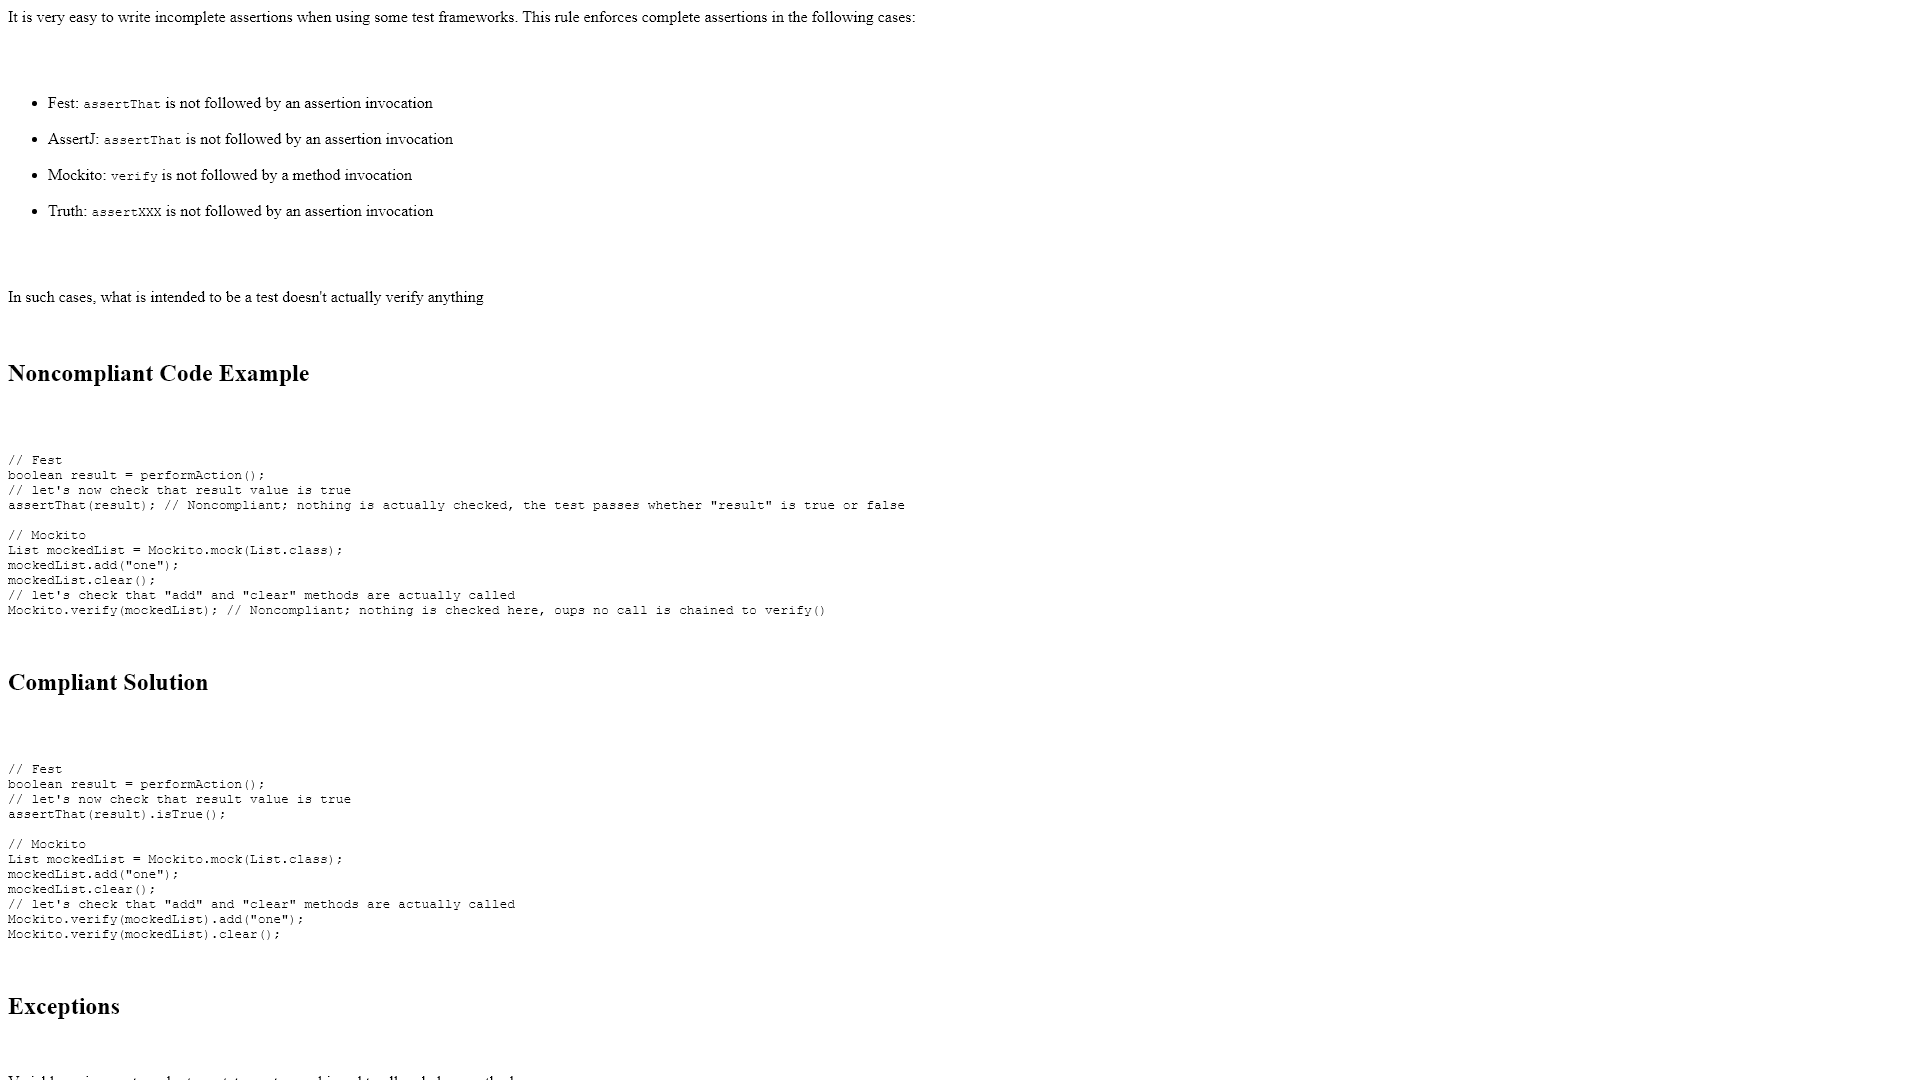 It is very easy to write incomplete assertions when using some test frameworks. This rule enforces complete assertions in the following cases:
• Fest: assertThat is not followed by an assertion invocation
• AssertJ: assertThat is not followed by an assertion invocation
• Mockito: verify is not followed by a method invocation
• Truth: assertXXX is not followed by an assertion invocation
In such cases, what is intended to be a test doesn't actually verify anything
Noncompliant Code Example
// Fest
boolean result = performAction();
// let's now check that result value is true
assertThat(result); // Noncompliant; nothing is actually checked, the test passes whether "result" is true or false
// Mockito
List mockedList = Mockito.mock(List.class);
mockedList.add("one");
mockedList.clear();
// let's check that "add" and "clear" methods are actually called
Mockito.verify(mockedList); // Noncompliant; nothing is checked here, oups no call is chained to verify()
Compliant Solution
// Fest
boolean result = performAction();
// let's now check that result value is true
assertThat(result).isTrue();
// Mockito
List mockedList = Mockito.mock(List.class);
mockedList.add("one");
mockedList.clear();
// let's check that "add" and "clear" methods are actually called
Mockito.verify(mockedList).add("one");
Mockito.verify(mockedList).clear();
Exceptions